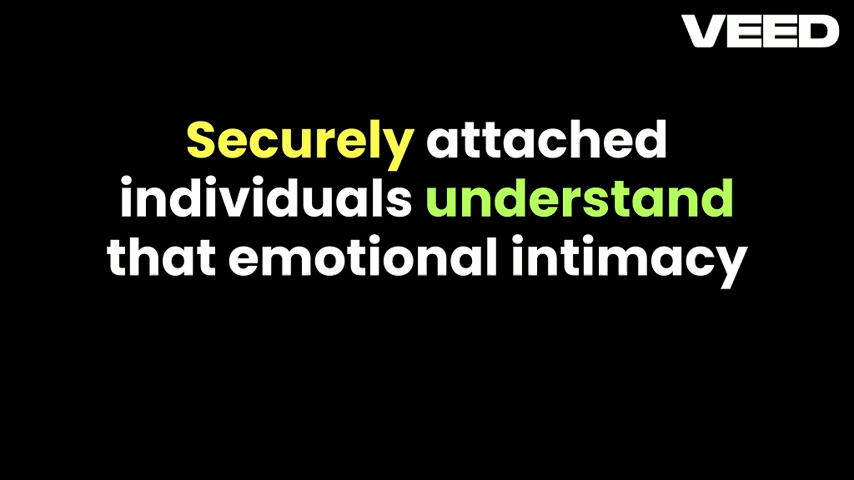 VEED
Securely attached
individuals understand
that emotional intimacy